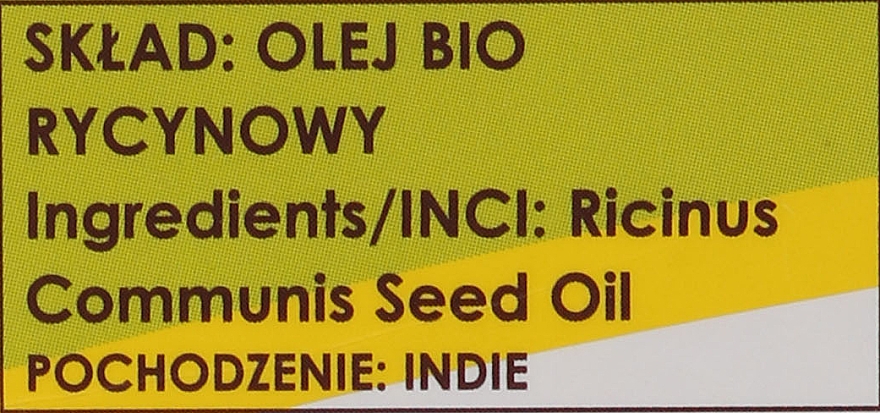 SKŁAD: OLEJ BIO
RYCYNOWY
Ingredients/INCI: Ricinus
Communis Seed Oil
POCHODZENIE: INDIE